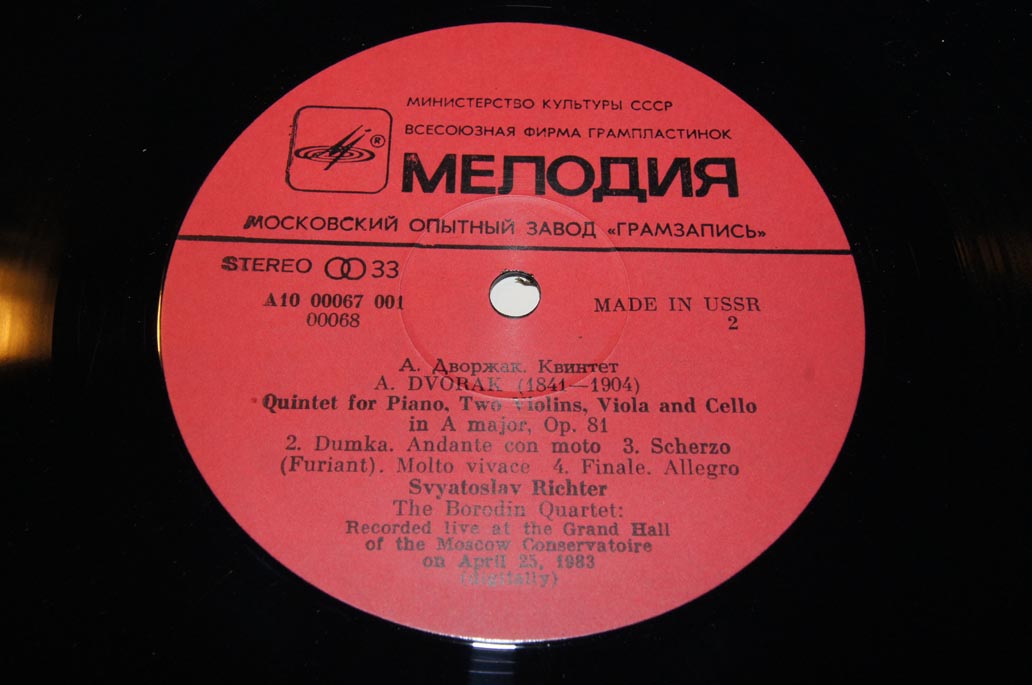 МИНИСТЕРСТВО КУЛЬТУРЫ СССР
ВСЕСОЮЗНАЯ ФИРМА ГРАМПЛАСТИНОК
®
МЕЛОДИЯ
МОСКОВСКИЙ ОПЫТНЫЙ ЗАВОД «ГРАМЗАПИСЬ»
STEREO 33
A10 00067 001
00068
MADE IN USSR
2
А. Дворжак. Квинтет
A. DVORAK (1841—1904)
Quintet for Piano, Two Violins, Viola and Cello
in A major, Op. 81
2. Dumka. Andante con moto 3. Scherzo
(Furiant). Molto vivace 4. Finale. Allegro
Svyatoslav Richter
The Borodin Quartet:
Recorded live at the Grand Hall
of the Moscow Conservatoire
on April 25, 1983
(digitally)